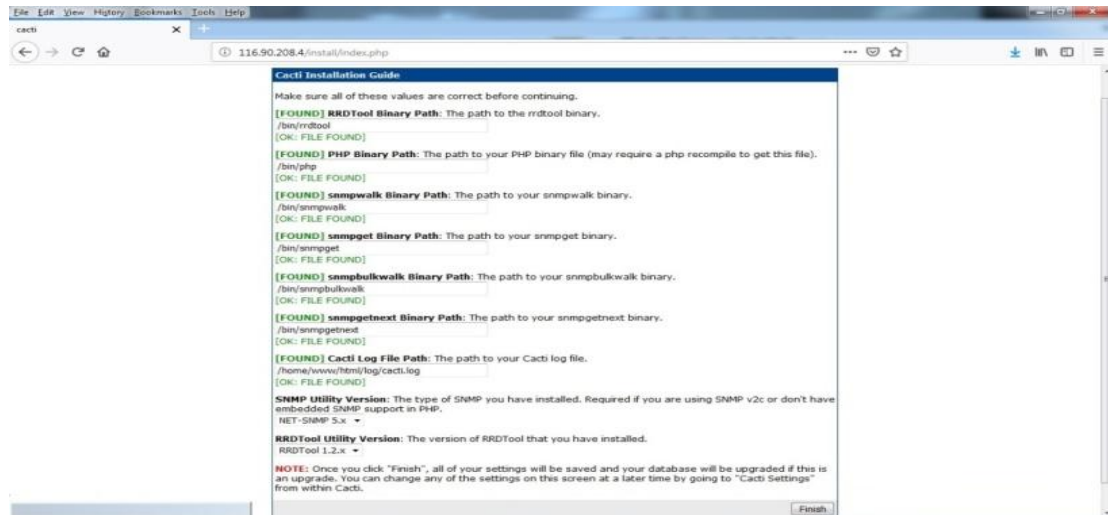 File Edit View History Bookmarks Tools Help
cacti
116.90.208.4/install/index.php
Cacti Installation Guide
Make sure all of these values are correct before continuing.
[FOUND] RRDTool Binary Path: The path to the rrdtool binary.
/bin/rrdtool
[OK: FILE FOUND]
[FOUND] PHP Binary Path: The path to your PHP binary file (may require a php recompile to get this file).
/bin/php
[OK: FILE FOUND]
[FOUND] snmpwalk Binary Path: The path to your snmpwalk binary.
/bin/snmpwalk
[OK: FILE FOUND]
[FOUND] snmpget Binary Path: The path to your snmpget binary.
/bin/snmpget
[OK: FILE FOUND]
[FOUND] snmpbulkwalk Binary Path: The path to your snmpbulkwalk binary.
/bin/snmpbulkwalk
[OK: FILE FOUND]
[FOUND] snmpgetnext Binary Path: The path to your snmpgetnext binary.
/bin/snmpgetnext
[OK: FILE FOUND]
[FOUND] Cacti Log File Path: The path to your Cacti log file.
/home/www/html/log/cacti.log
[OK: FILE FOUND]
SNMP Utility Version: The type of SNMP you have installed. Required if you are using SNMP v2c or don't have
embedded SNMP support in PHP.
NET-SNMP 5.x
RRDTool Utility Version: The version of RRDTool that you have installed.
RRDTool 1.2.x
NOTE: Once you click "Finish", all of your settings will be saved and your database will be upgraded if this is
an upgrade. You can change any of the settings on this screen at a later time by going to "Cacti Settings"
from within Cacti.
Finish